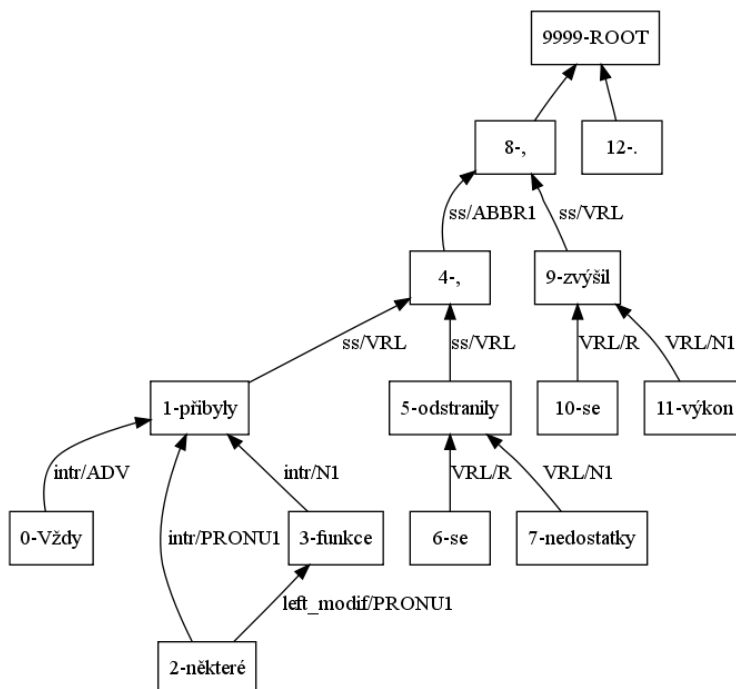 9999-ROOT
8-,
12-.
ss/ABBR1
ss/VRL
4-,
9-zvýšil
ss/VRL
ss/VRL
VRL/R
VRL/N1
1-přibyly
5-odstranily
10-se
11-výkon
intr/ADV
intr/N1
VRL/R
VRL/N1
0-Vždy
intr/PRONU1
3-funkce
6-se
7-nedostatky
left_modif/PRONU1
2-některé